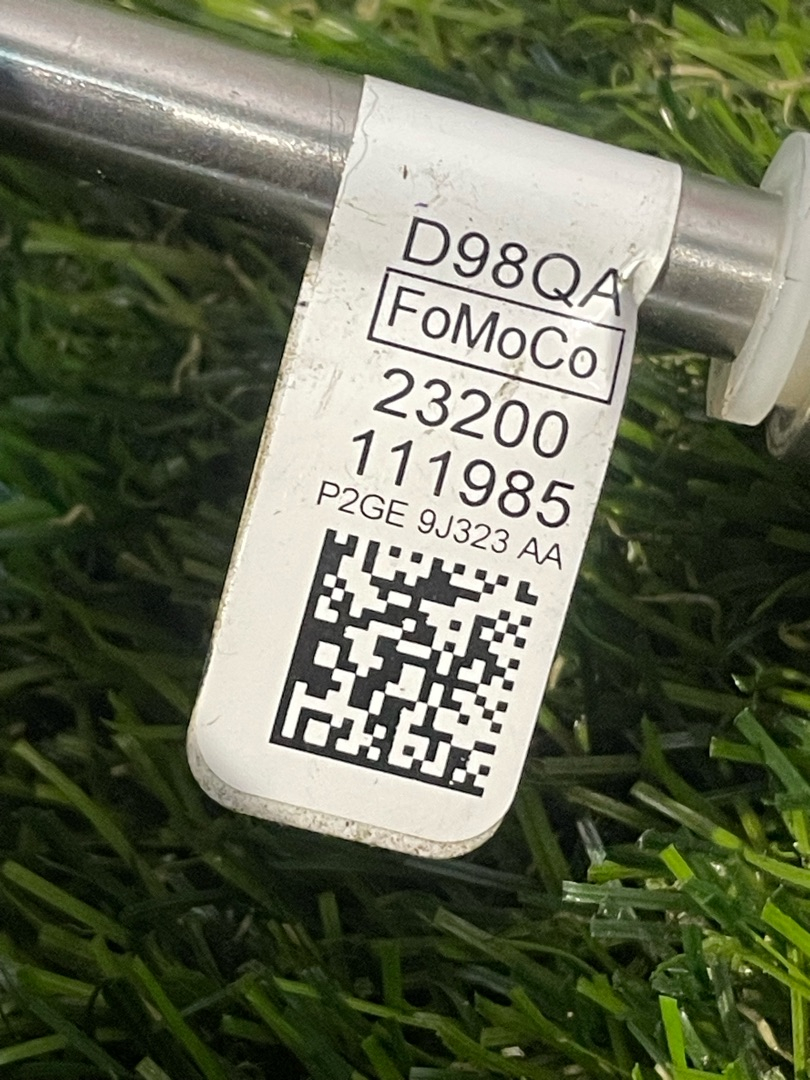 D98QA
FoMoCo
23200
111985
P2GE 9J323 AA